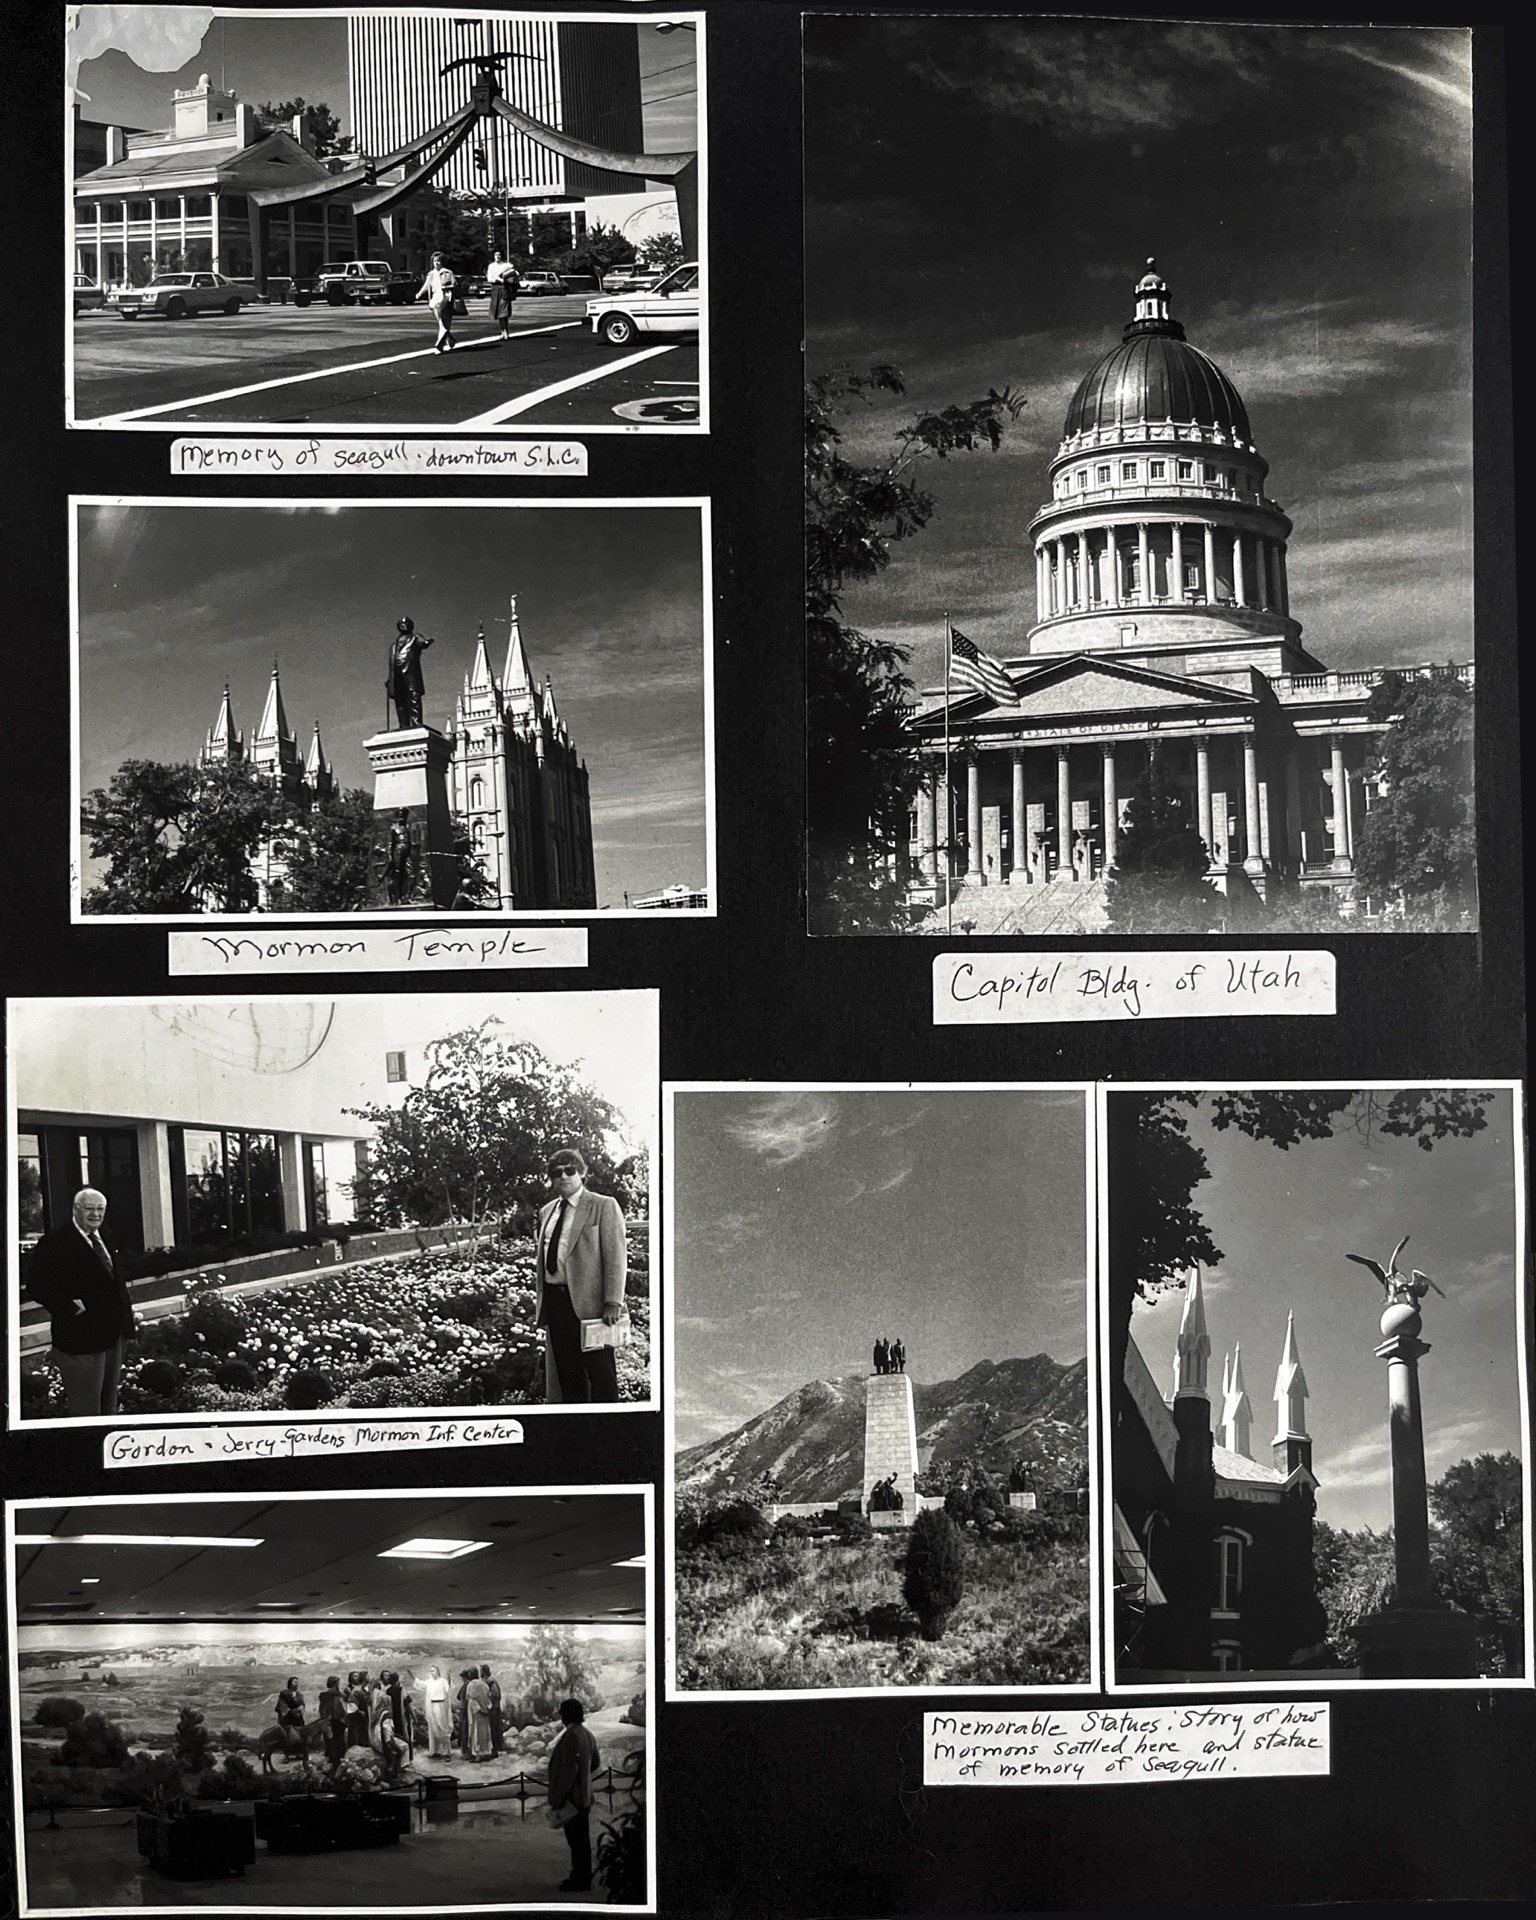 Memory of seagull. downtown S.L.C.
Mormon Temple
STATE OF UTAH
Capitol Bldg. of Utah
Gordon - Jerry-Gardens Mormon Inf. Center
Memorable Statues: Story of how
Mormons settled here and statue
of memory of Seagull.